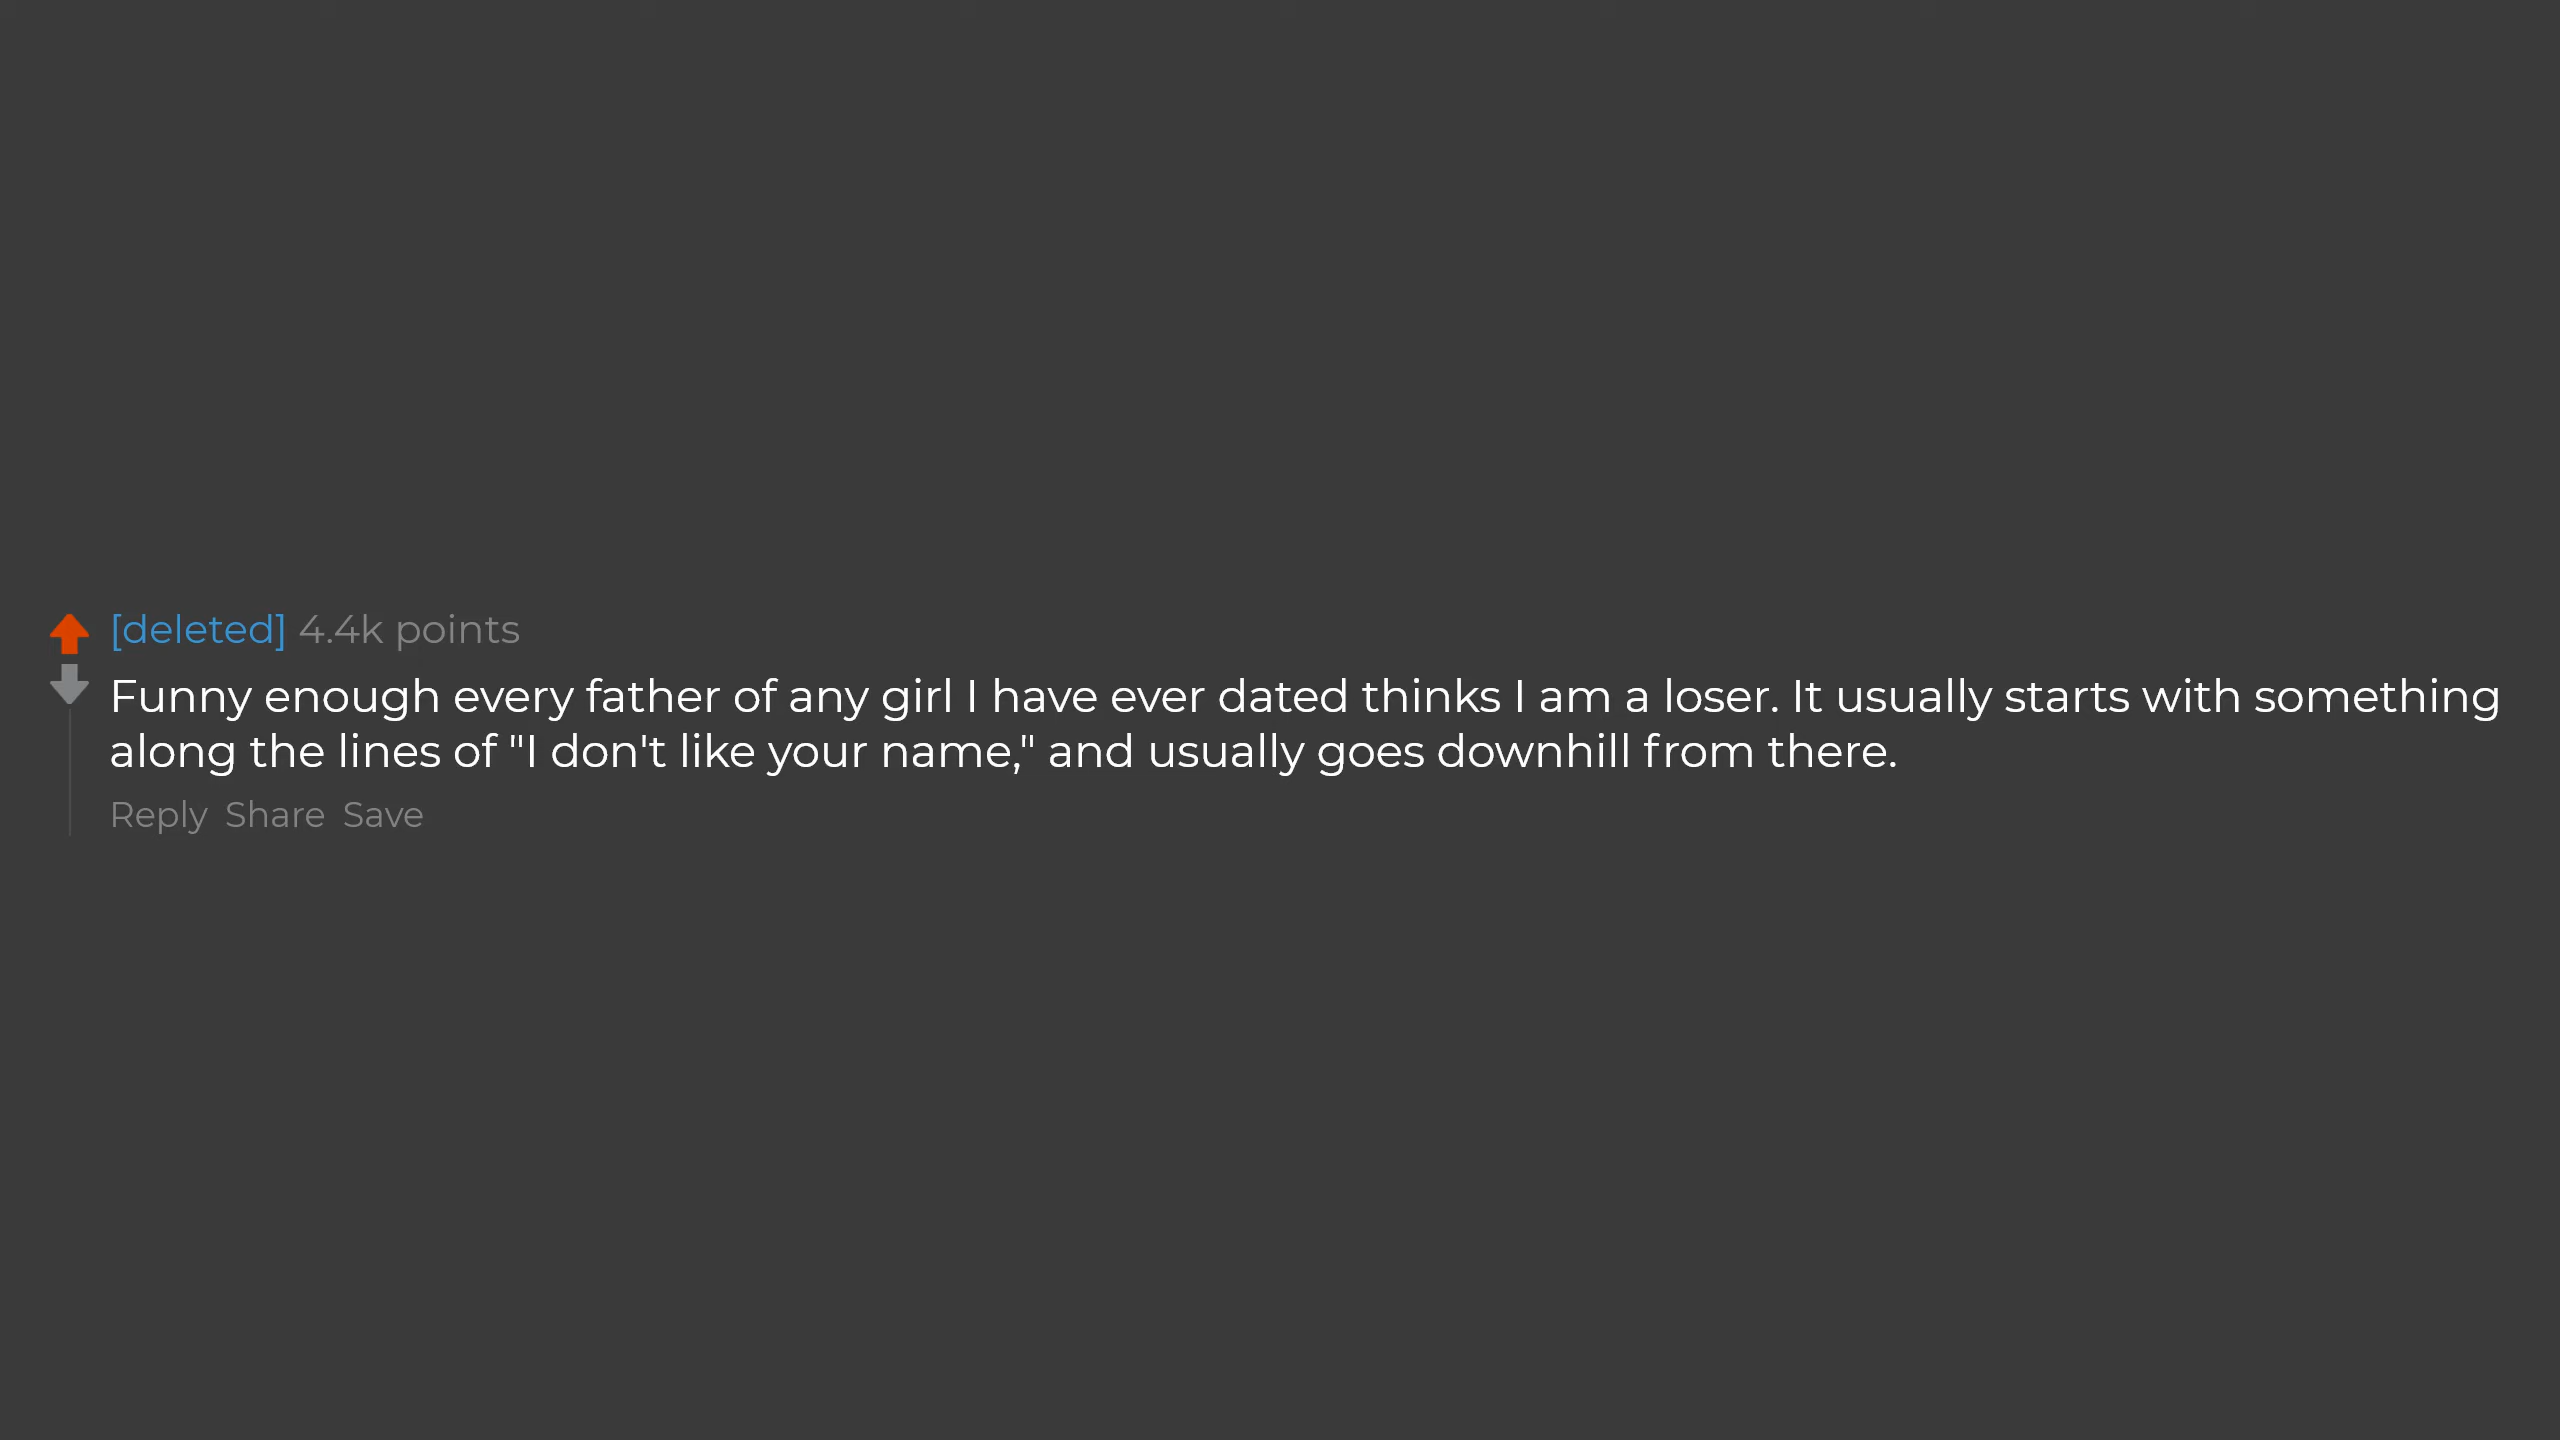 [deleted] 4.4k points
Funny enough every father of any girl I have ever dated thinks I am a loser. It usually starts with something
along the lines of "I don't like your name," and usually goes downhill from there.
Reply Share Save